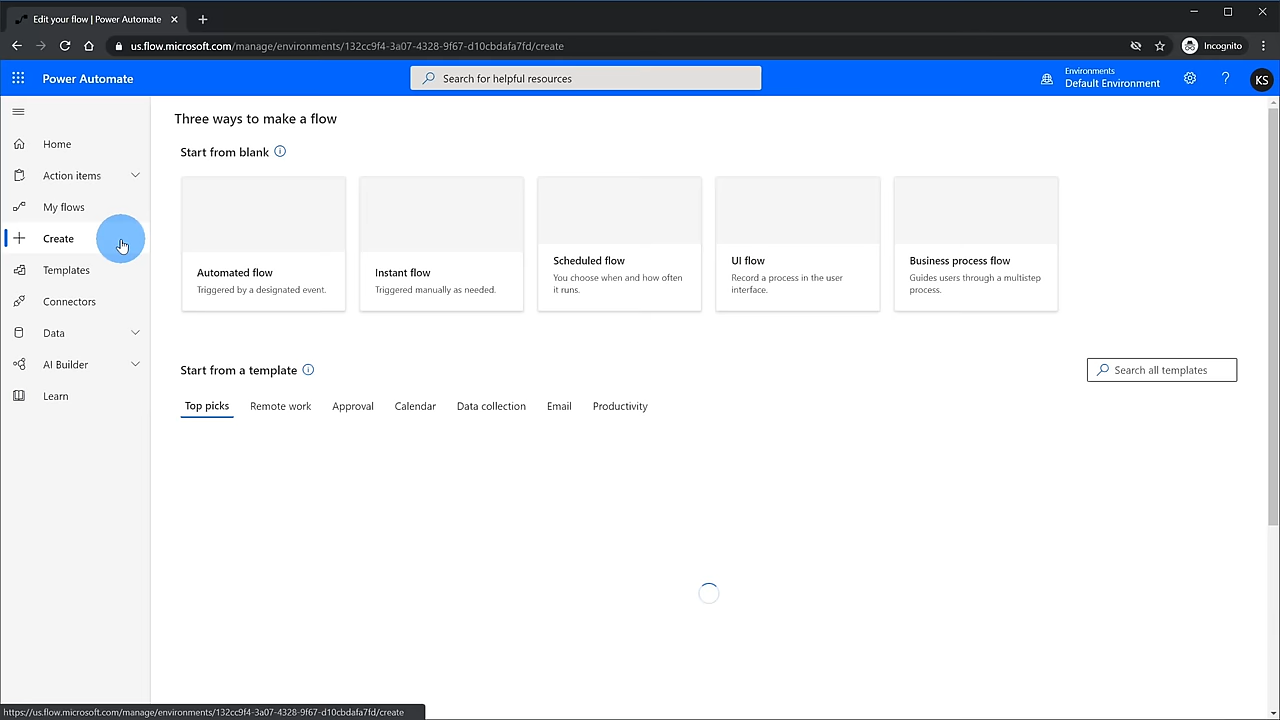 Edit your flow | Power Automate
us.flow.microsoft.com/manage/environments/132cc9f4-3a07-4328-9f67-d10cbdafa7fd/create
Incognito
Power Automate
Search for helpful resources
Environments
Default Environment
KS
Home
Action items
My flows
Create
Templates
Connectors
Data
AI Builder
Learn
Three ways to make a flow
Start from blank
Automated flow
Triggered by a designated event.
Instant flow
Triggered manually as needed.
Scheduled flow
You choose when and how often
it runs.
UI flow
Record a process in the user
interface.
Business process flow
Guides users through a multistep
process.
Start from a template
Search all templates
Top picks
Remote work
Approval
Calendar
Data collection
Email
Productivity
https://us.flow.microsoft.com/manage/environments/132cc9f4-3a07-4328-9f67-d10cbdafa7fd/create